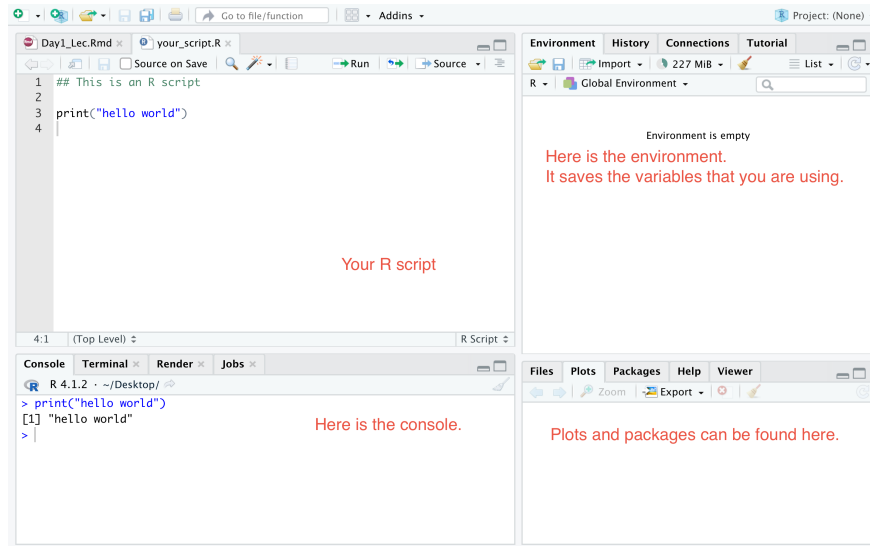 Go to file/function
Addins
Project: (None)
Day1_Lec.Rmd
your_script.R
Source on Save
Run
Source
1 ## This is an R script
2
3 print("hello world")
4
Your R script
4:1 (Top Level)
R Script
Environment History Connections Tutorial
Import
227 MiB
List
R
Global Environment
Environment is empty
Here is the environment.
It saves the variables that you are using.
Console Terminal Render Jobs
R 4.1.2 · ~/Desktop/
> print("hello world")
[1] "hello world"
>
Here is the console.
Files Plots Packages Help Viewer
Zoom
Export
Plots and packages can be found here.